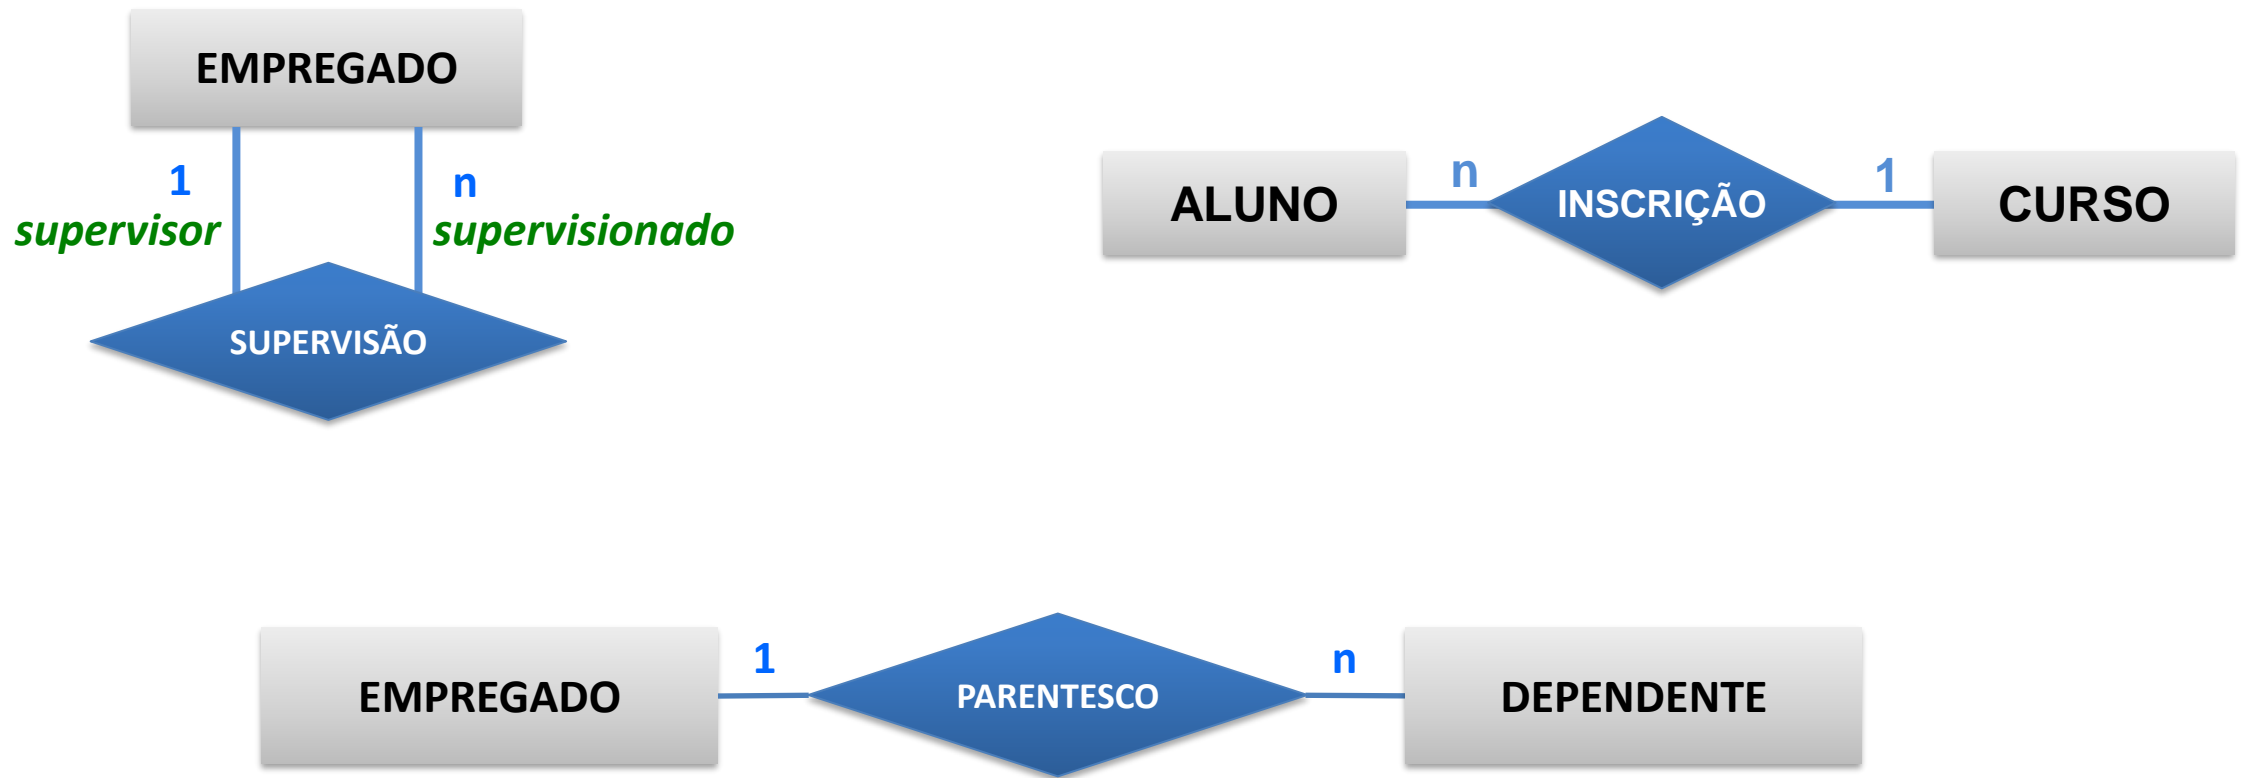 EMPREGADO
1
n
supervisor
supervisionado
SUPERVISÃO
ALUNO
n
INSCRIÇÃO
1
CURSO
EMPREGADO
1
PARENTESCO
n
DEPENDENTE